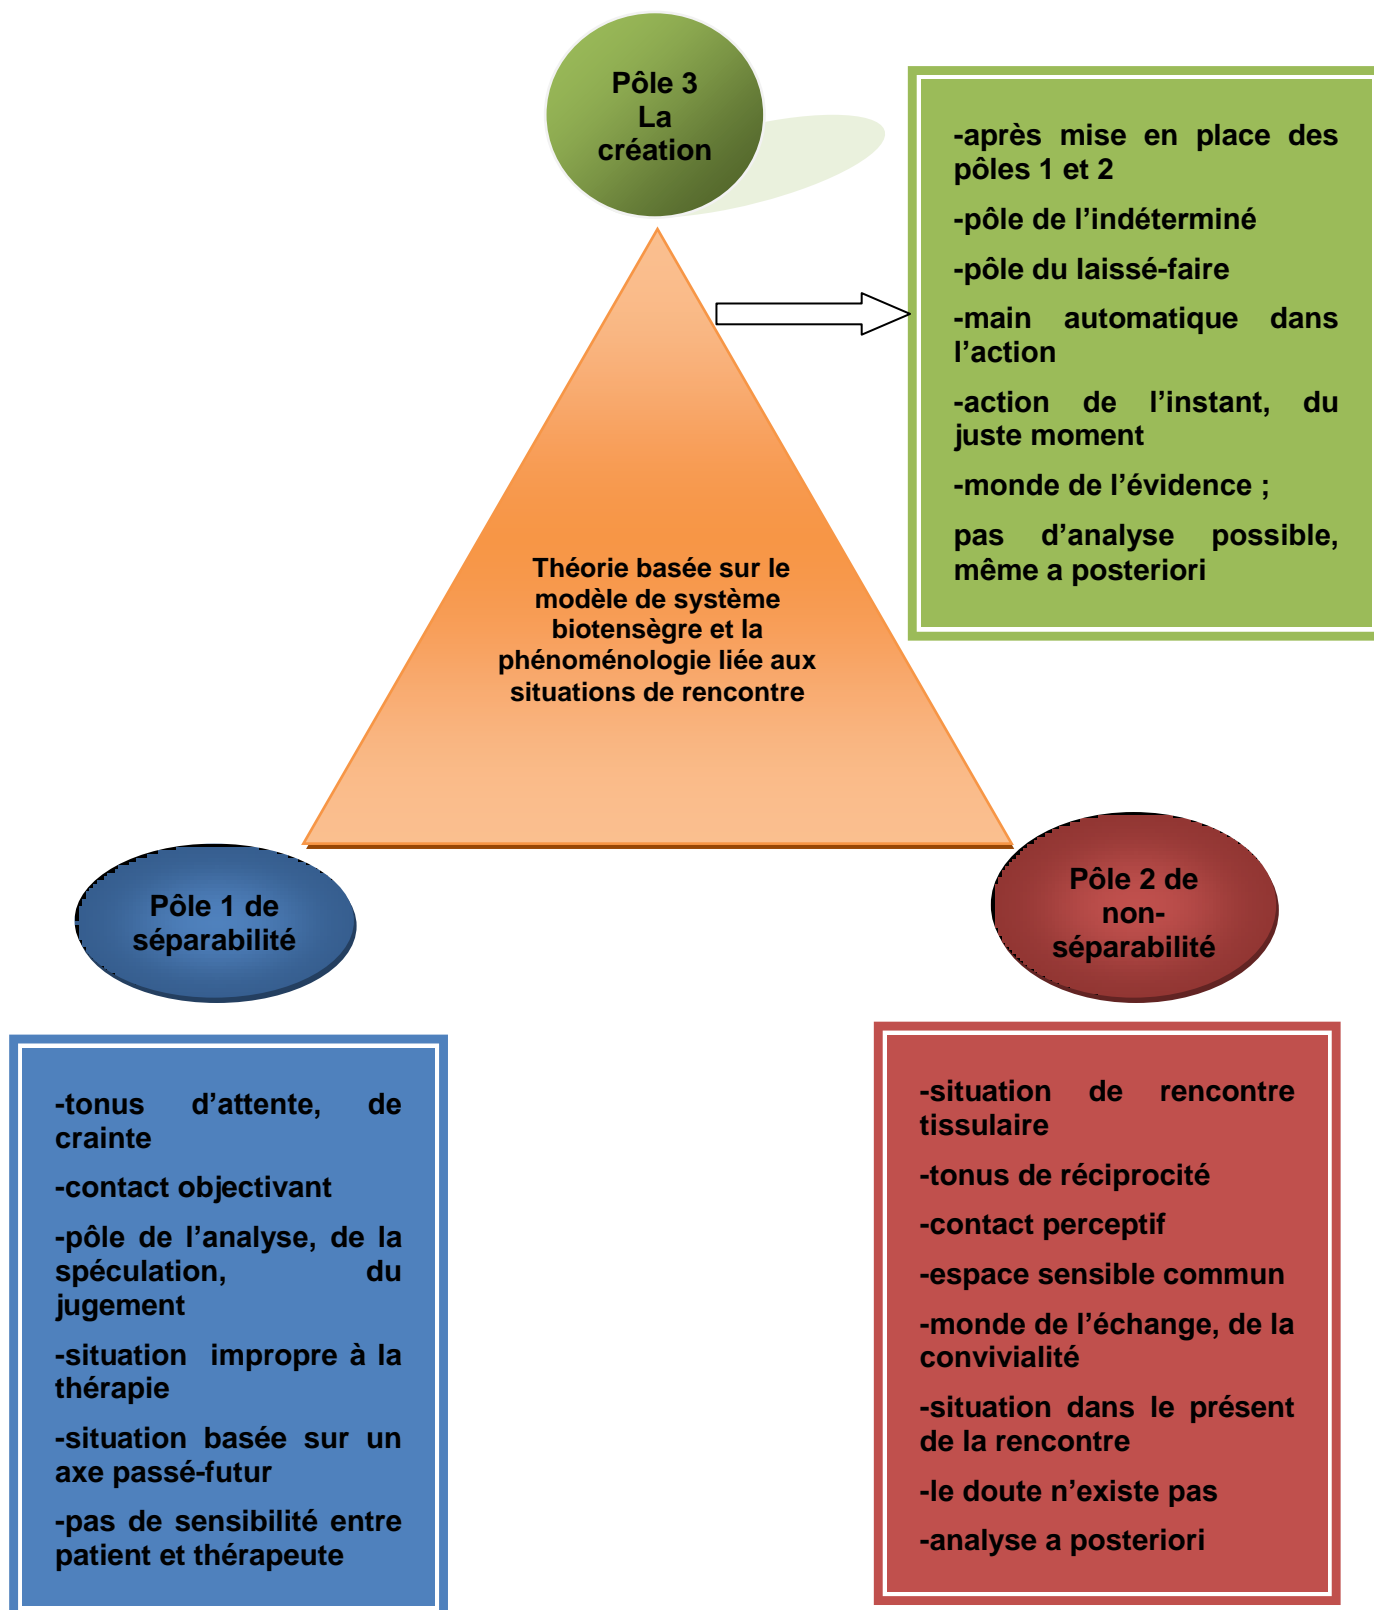 Pôle 3
La
création
-après mise en place des
pôles 1 et 2
-pôle de l’indéterminé
-pôle du laissé-faire
-main automatique dans
l’action
-action de l’instant, du
juste moment
-monde de l’évidence ;
pas d’analyse possible,
même a posteriori
Théorie basée sur le
modèle de système
biotensègre et la
phénoménologie liée aux
situations de rencontre
Pôle 1 de
séparabilité
Pôle 2 de
non-
séparabilité
-tonus d’attente, de
crainte
-contact objectivant
-pôle de l’analyse, de la
spéculation, du
jugement
-situation impropre à la
thérapie
-situation basée sur un
axe passé-futur
-pas de sensibilité entre
patient et thérapeute
-situation de rencontre
tissulaire
-tonus de réciprocité
-contact perceptif
-espace sensible commun
-monde de l’échange, de la
convivialité
-situation dans le présent
de la rencontre
-le doute n’existe pas
-analyse a posteriori